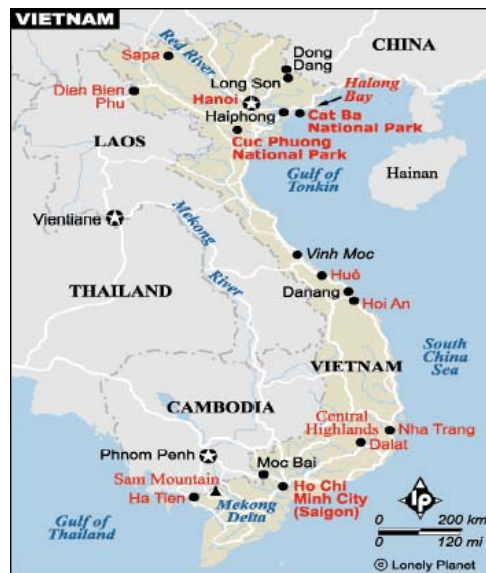 VIETNAM
CHINA
Dong
Dang
Sapa
Red River
Long Son
Halong
Bay
Dien Bien
Phu
Hanoi
Haiphong
Cat Ba
National Park
LAOS
Cuc Phuong
National Park
Gulf of
Tonkin
Hainan
Vientiane
Mekong
River
Vinh Moc
THAILAND
Huô
Danang
Hoi An
South
China
Sea
VIETNAM
CAMBODIA
Central
Highlands
Nha Trang
Dalat
Phnom Penh
Moc Bai
Sam Mountain
Ha Tien
Ho Chi
Minh City
(Saigon)
Mekong
Delta
Gulf of
Thailand
lp
0 200 km
0 120 mi
© Lonely Planet